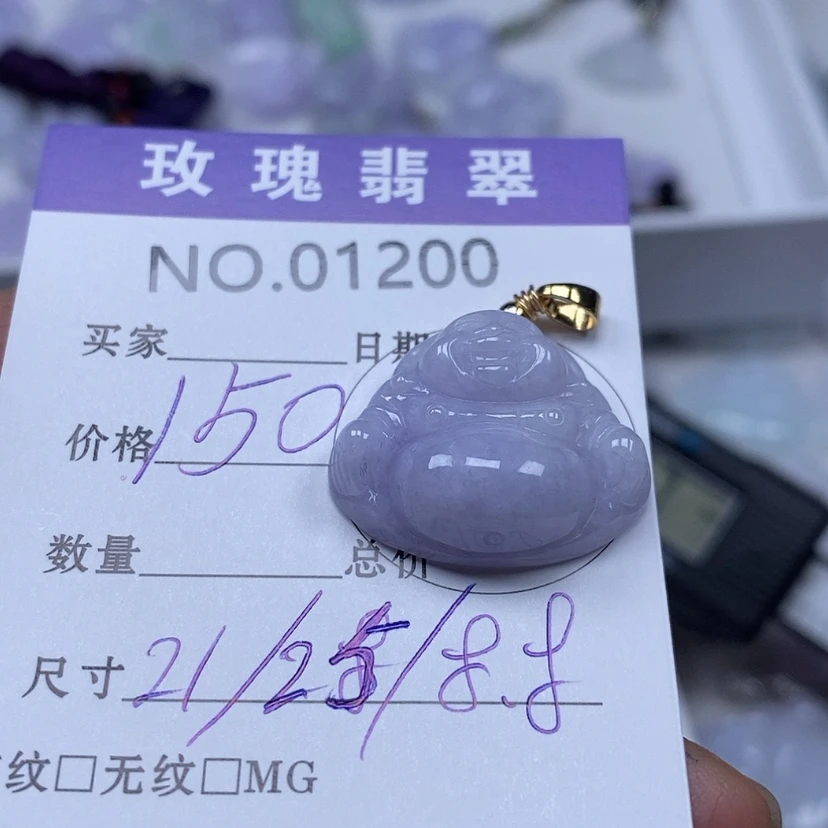 玫瑰翡翠
NO.01200
买家 日期
价格 150
数量 总价
尺寸 21/25/8.8
纹□无纹□MG